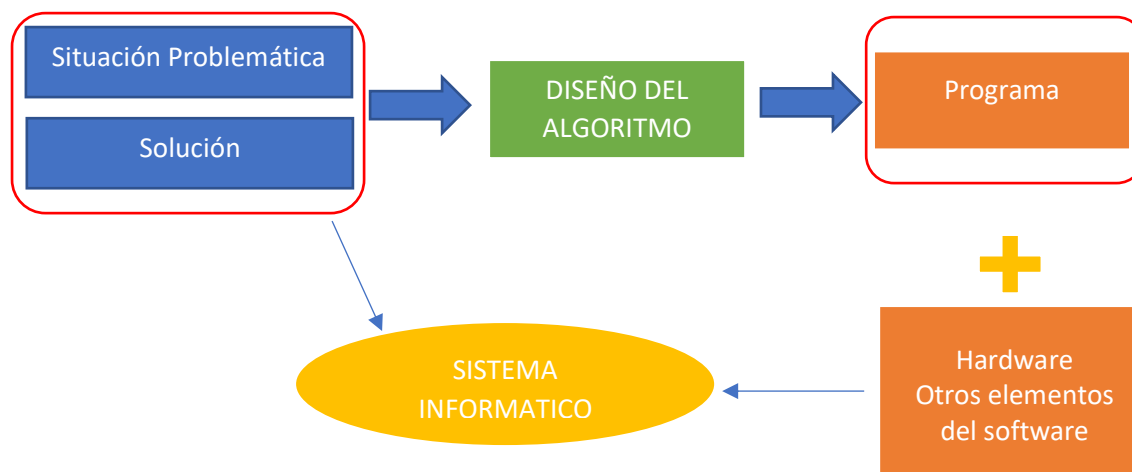 Situación Problemática
Solución
DISEÑO DEL
ALGORITMO
Programa
Hardware
Otros elementos
del software
SISTEMA
INFORMATICO